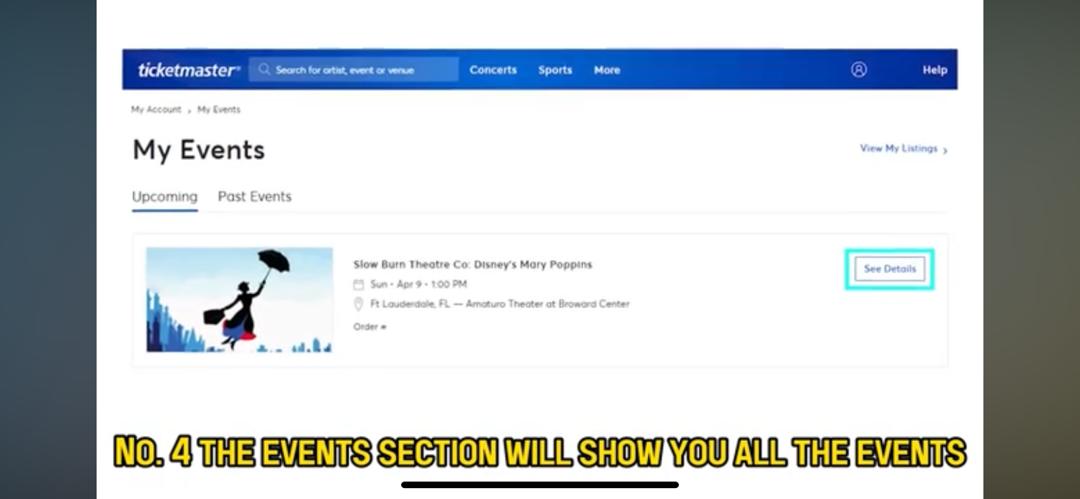 ticketmaster®
Search for artist, event or venue
Concerts
Sports
More
Help
My Account > My Events
My Events
View My Listings >
Upcoming
Past Events
Slow Burn Theatre Co: Disney's Mary Poppins
See Details
Sun • Apr 9 • 1:00 PM
Ft Lauderdale, FL — Amaturo Theater at Broward Center
Order #
NO. 4 THE EVENTS SECTION WILL SHOW YOU ALL THE EVENTS